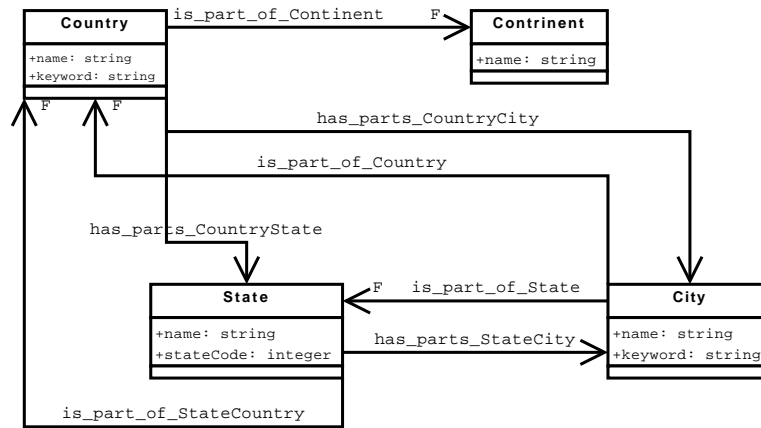 Country
is_part_of_Continent
F
Contrinent
+name: string
+keyword: string
+name: string
F
F
has_parts_CountryCity
is_part_of_Country
has_parts_CountryState
State
F
is_part_of_State
City
+name: string
+stateCode: integer
has_parts_StateCity
+name: string
+keyword: string
is_part_of_StateCountry